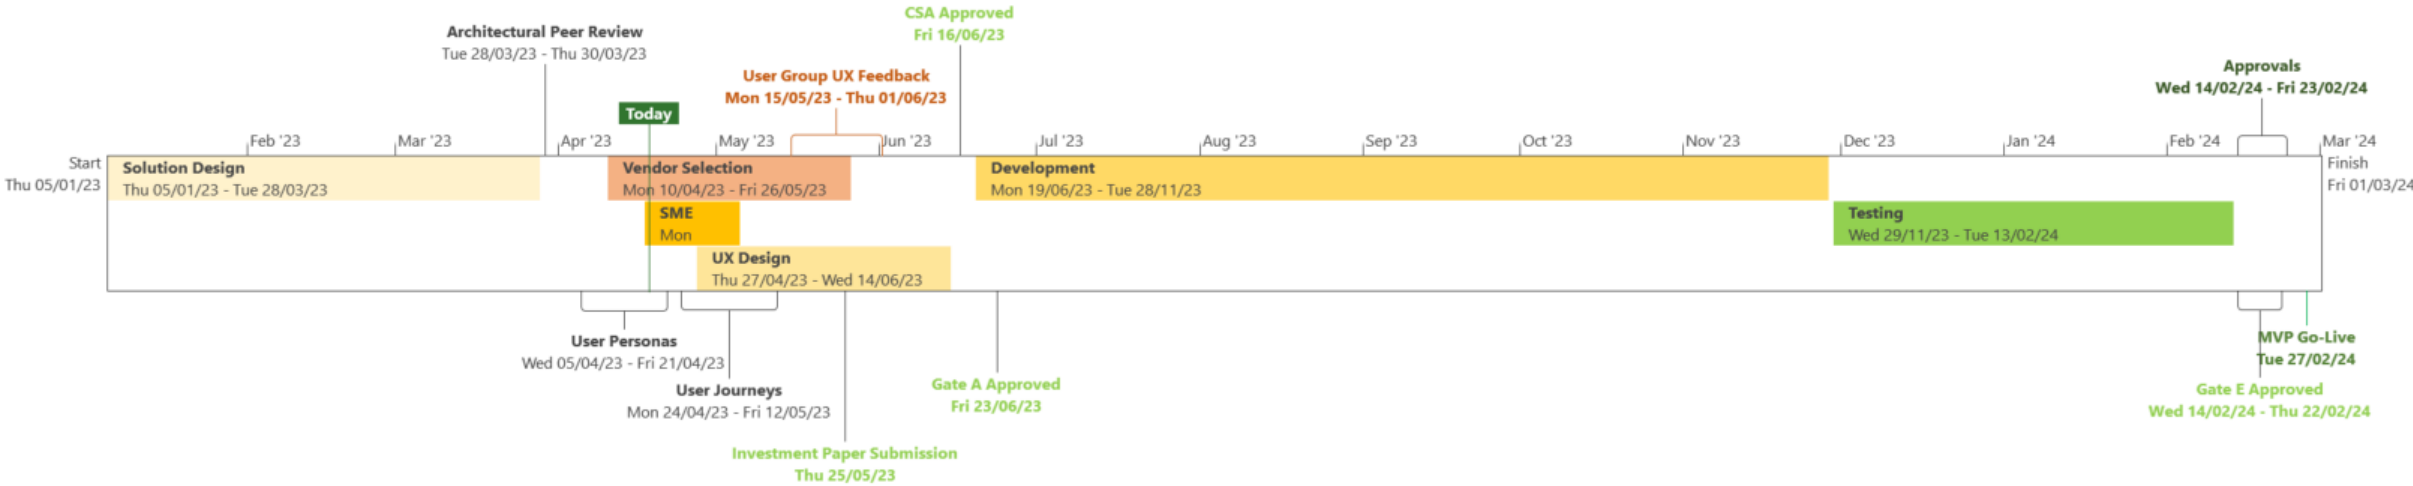 CSA Approved
Fri 16/06/23
Architectural Peer Review
Tue 28/03/23 - Thu 30/03/23
User Group UX Feedback
Mon 15/05/23 - Thu 01/06/23
Approvals
Wed 14/02/24 - Fri 23/02/24
Today
Feb '23
Mar '23
Apr '23
May '23
Jun '23
Jul '23
Aug '23
Sep '23
Oct '23
Nov '23
Dec '23
Jan '24
Feb '24
Mar '24
Start
Thu 05/01/23
Solution Design
Thu 05/01/23 - Tue 28/03/23
Vendor Selection
Mon 10/04/23 - Fri 26/05/23
Development
Mon 19/06/23 - Tue 28/11/23
Finish
Fri 01/03/24
SME
Mon
Testing
Wed 29/11/23 - Tue 13/02/24
UX Design
Thu 27/04/23 - Wed 14/06/23
User Personas
Wed 05/04/23 - Fri 21/04/23
MVP Go-Live
Tue 27/02/24
User Journeys
Mon 24/04/23 - Fri 12/05/23
Gate A Approved
Fri 23/06/23
Gate E Approved
Wed 14/02/24 - Thu 22/02/24
Investment Paper Submission
Thu 25/05/23